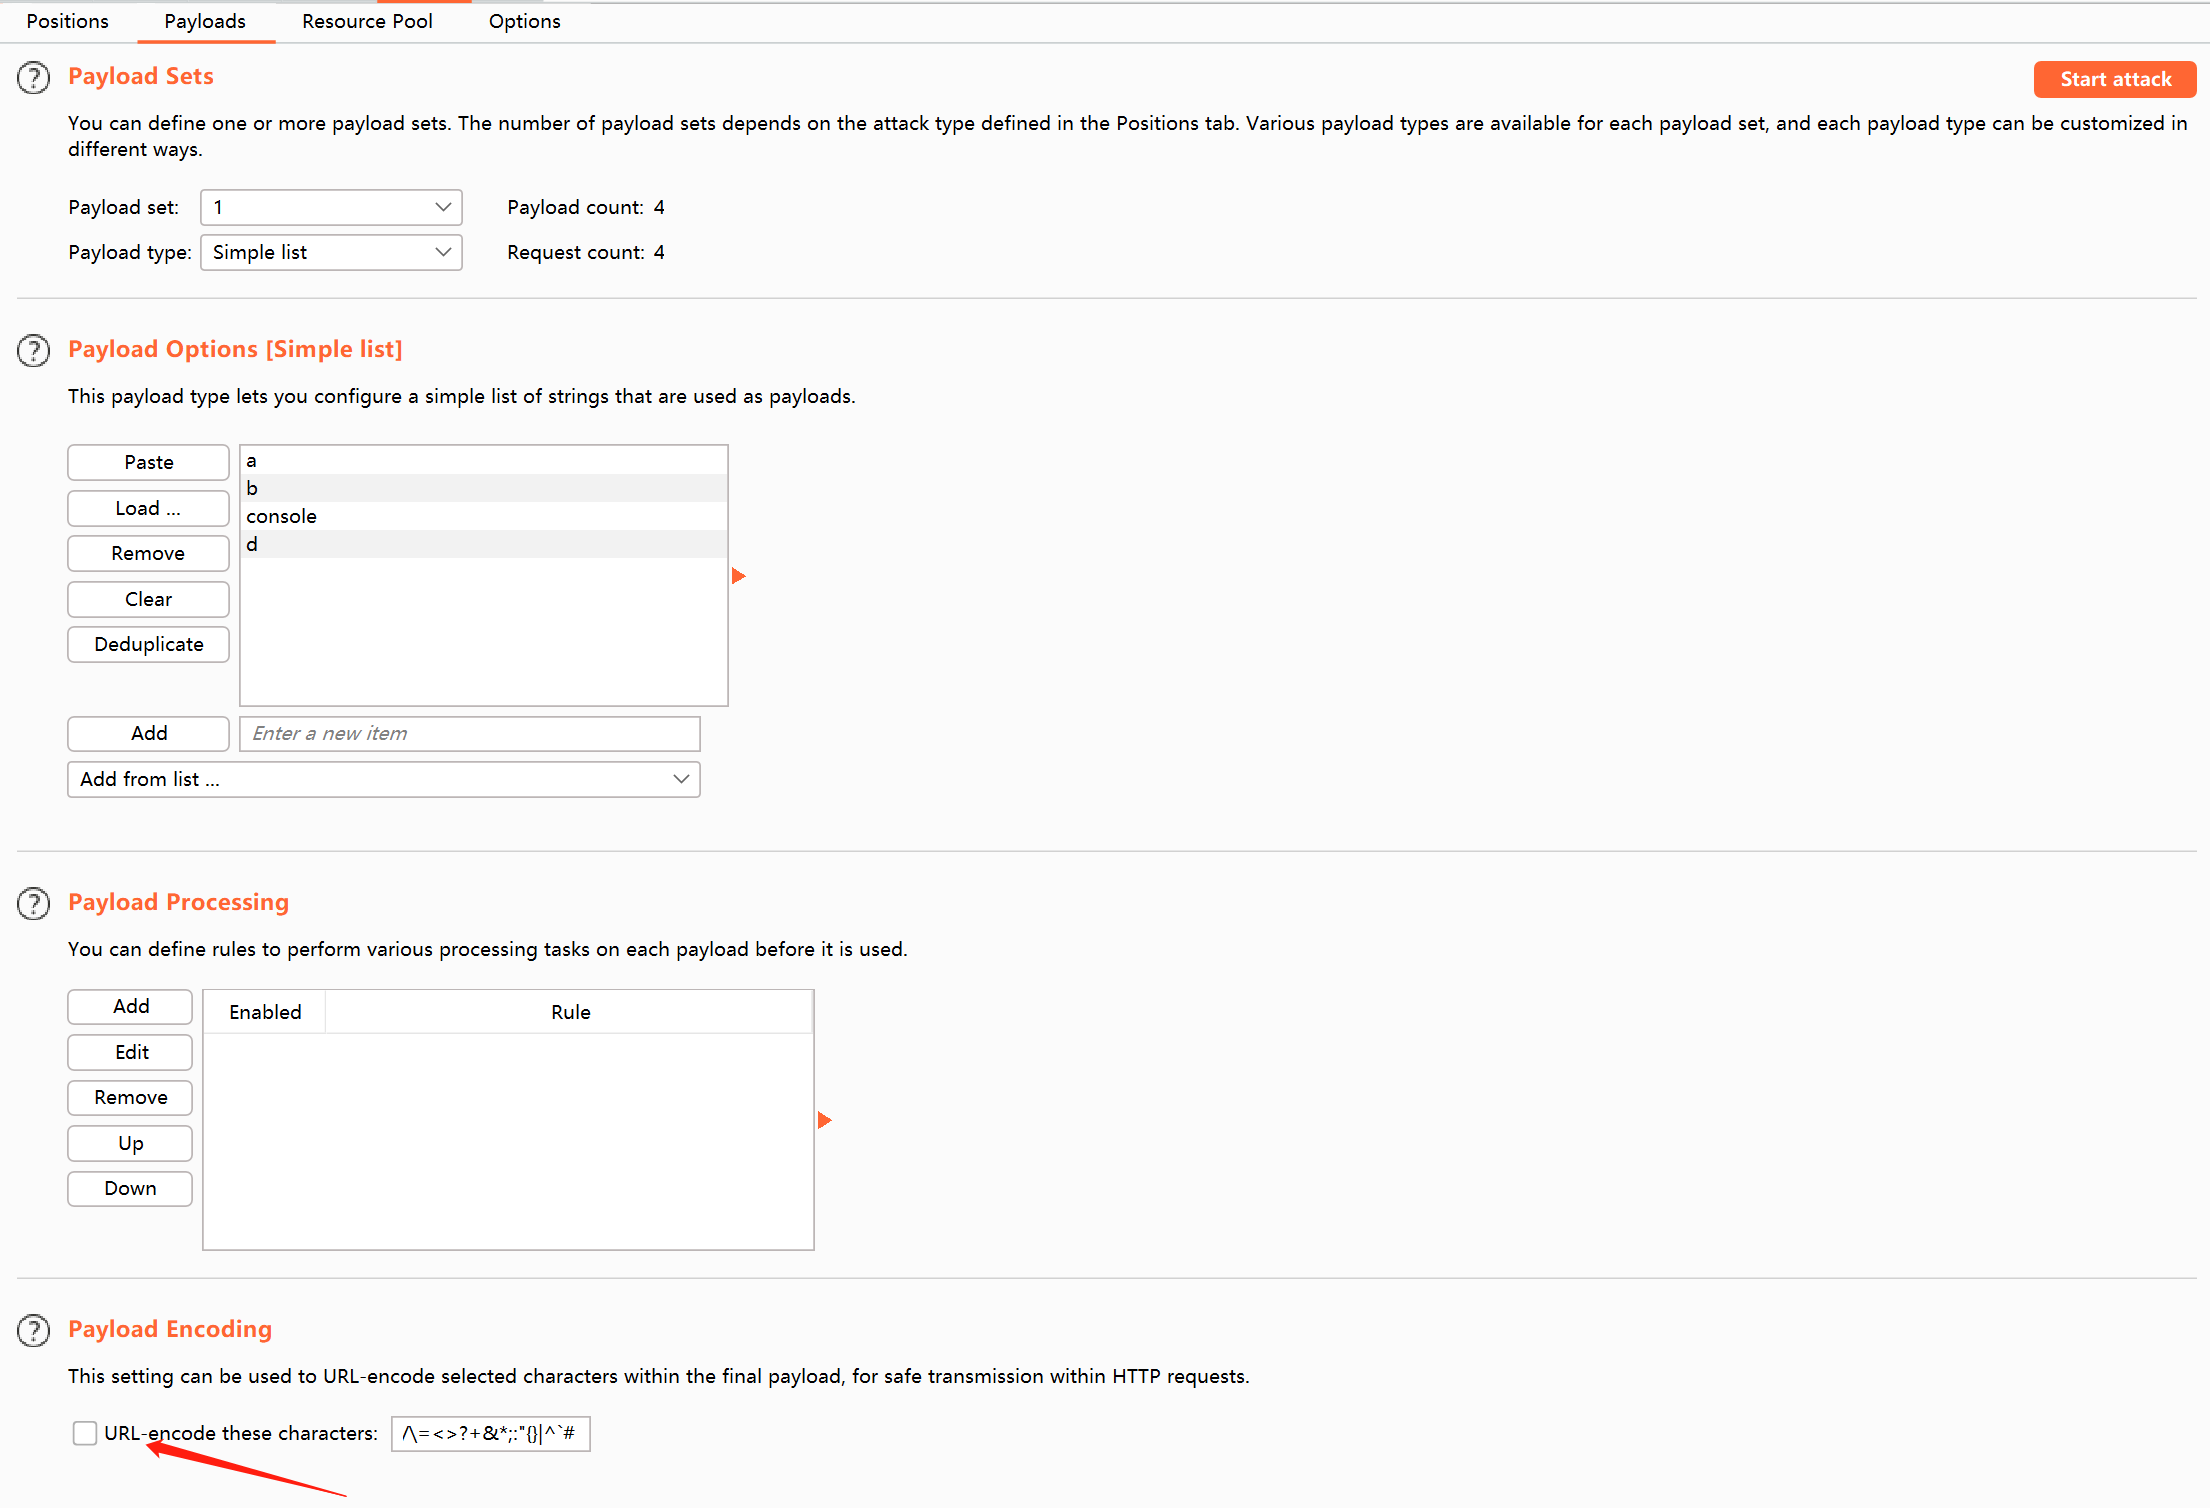 Positions Payloads Resource Pool Options
Payload Sets
Start attack
You can define one or more payload sets. The number of payload sets depends on the attack type defined in the Positions tab. Various payload types are available for each payload set, and each payload type can be customized in
different ways.
Payload set: 1 Payload count: 4
Payload type: Simple list Request count: 4
Payload Options [Simple list]
This payload type lets you configure a simple list of strings that are used as payloads.
Paste
Load ...
Remove
Clear
Deduplicate
a
b
console
d
Add Enter a new item
Add from list ...
Payload Processing
You can define rules to perform various processing tasks on each payload before it is used.
Add
Edit
Remove
Up
Down
Enabled Rule
Payload Encoding
This setting can be used to URL-encode selected characters within the final payload, for safe transmission within HTTP requests.
URL-encode these characters: /\=<>?+&*;:"{}|^`#